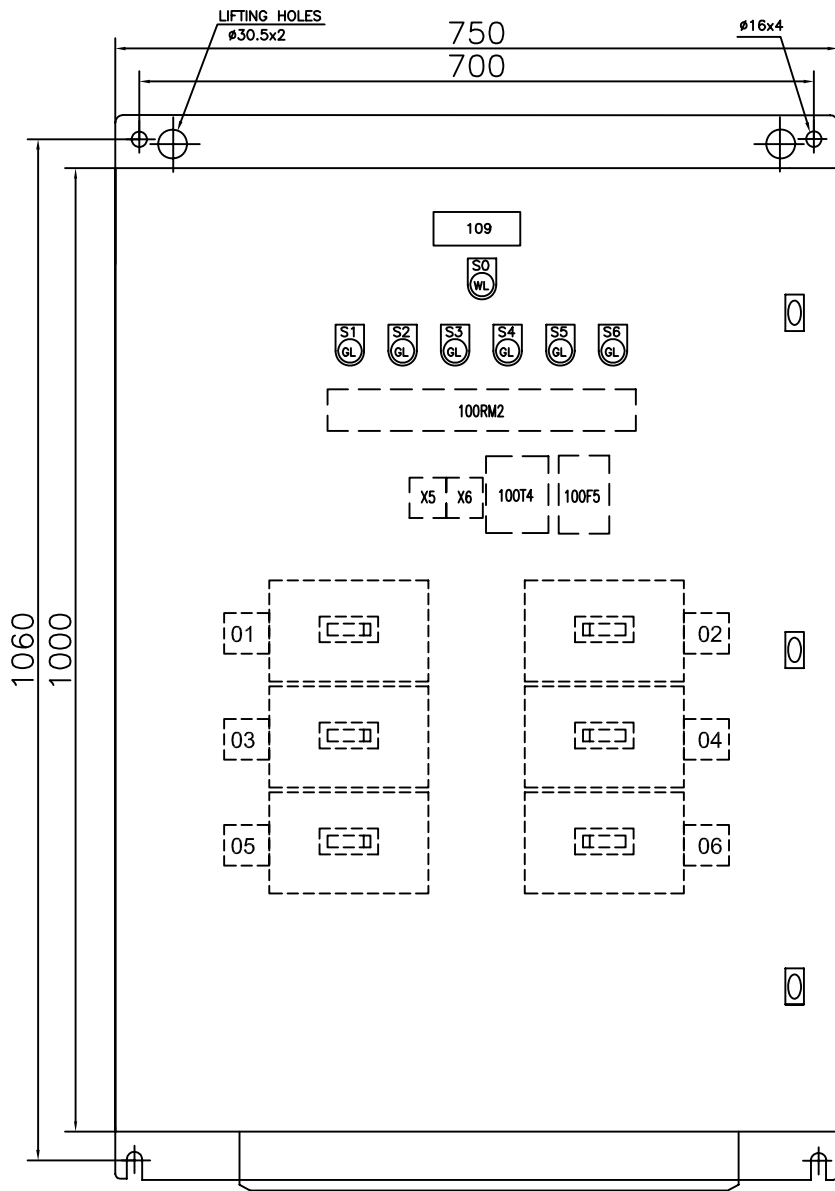 LIFTING HOLES
ø30.5x2
750
ø16x4
700
109
S0
WL
S1 S2 S3 S4 S5 S6
GL GL GL GL GL GL
100RM2
X5 X6 100T4 100F5
1060
1000
01 02
03 04
05 06